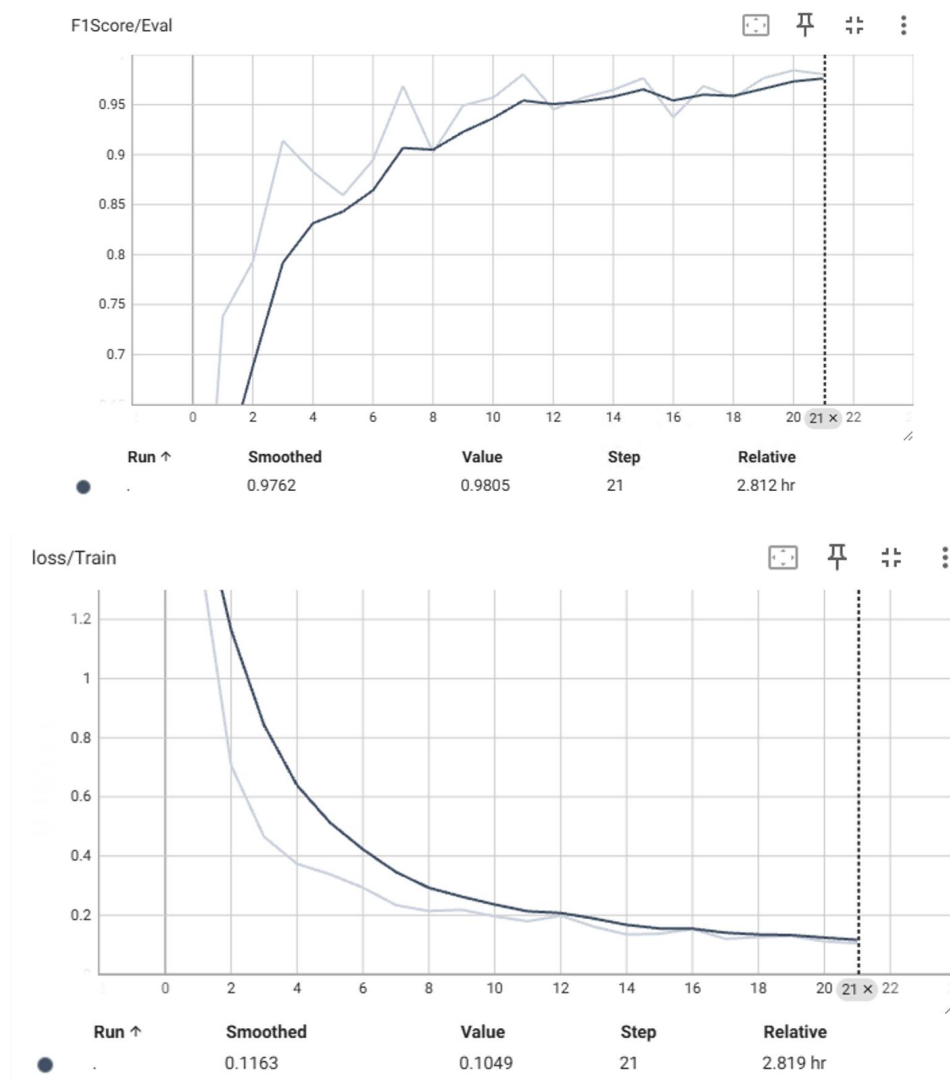 F1Score/Eval
0.95
0.9
0.85
0.8
0.75
0.7
0 2 4 6 8 10 12 14 16 18 20 21 × 22
Run ↑ Smoothed Value Step Relative
. 0.9762 0.9805 21 2.812 hr
loss/Train
1.2
1
0.8
0.6
0.4
0.2
0 2 4 6 8 10 12 14 16 18 20 21 × 22
Run ↑ Smoothed Value Step Relative
. 0.1163 0.1049 21 2.819 hr